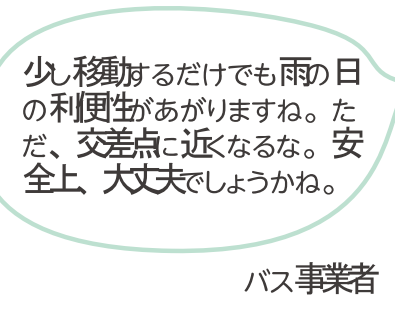 少し移動するだけでも雨の日
の利便性があがりますね。た
だ、交差点に近くなるな。安
全上、大丈夫でしょうかね。
バス事業者